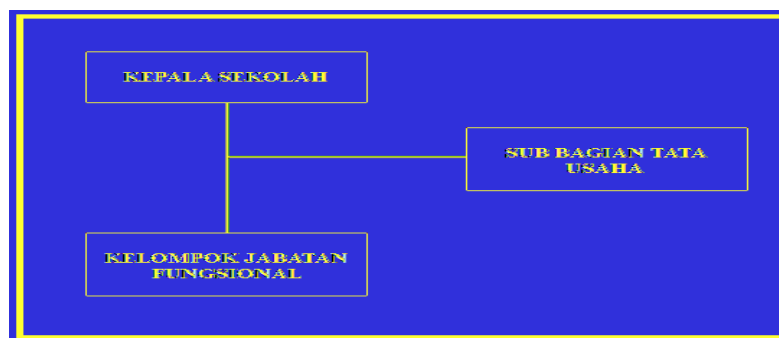 KEPALA SEKOLAH
SUB BAGIAN TATA
USAHA
KELOMPOK JABATAN
FUNGSIONAL